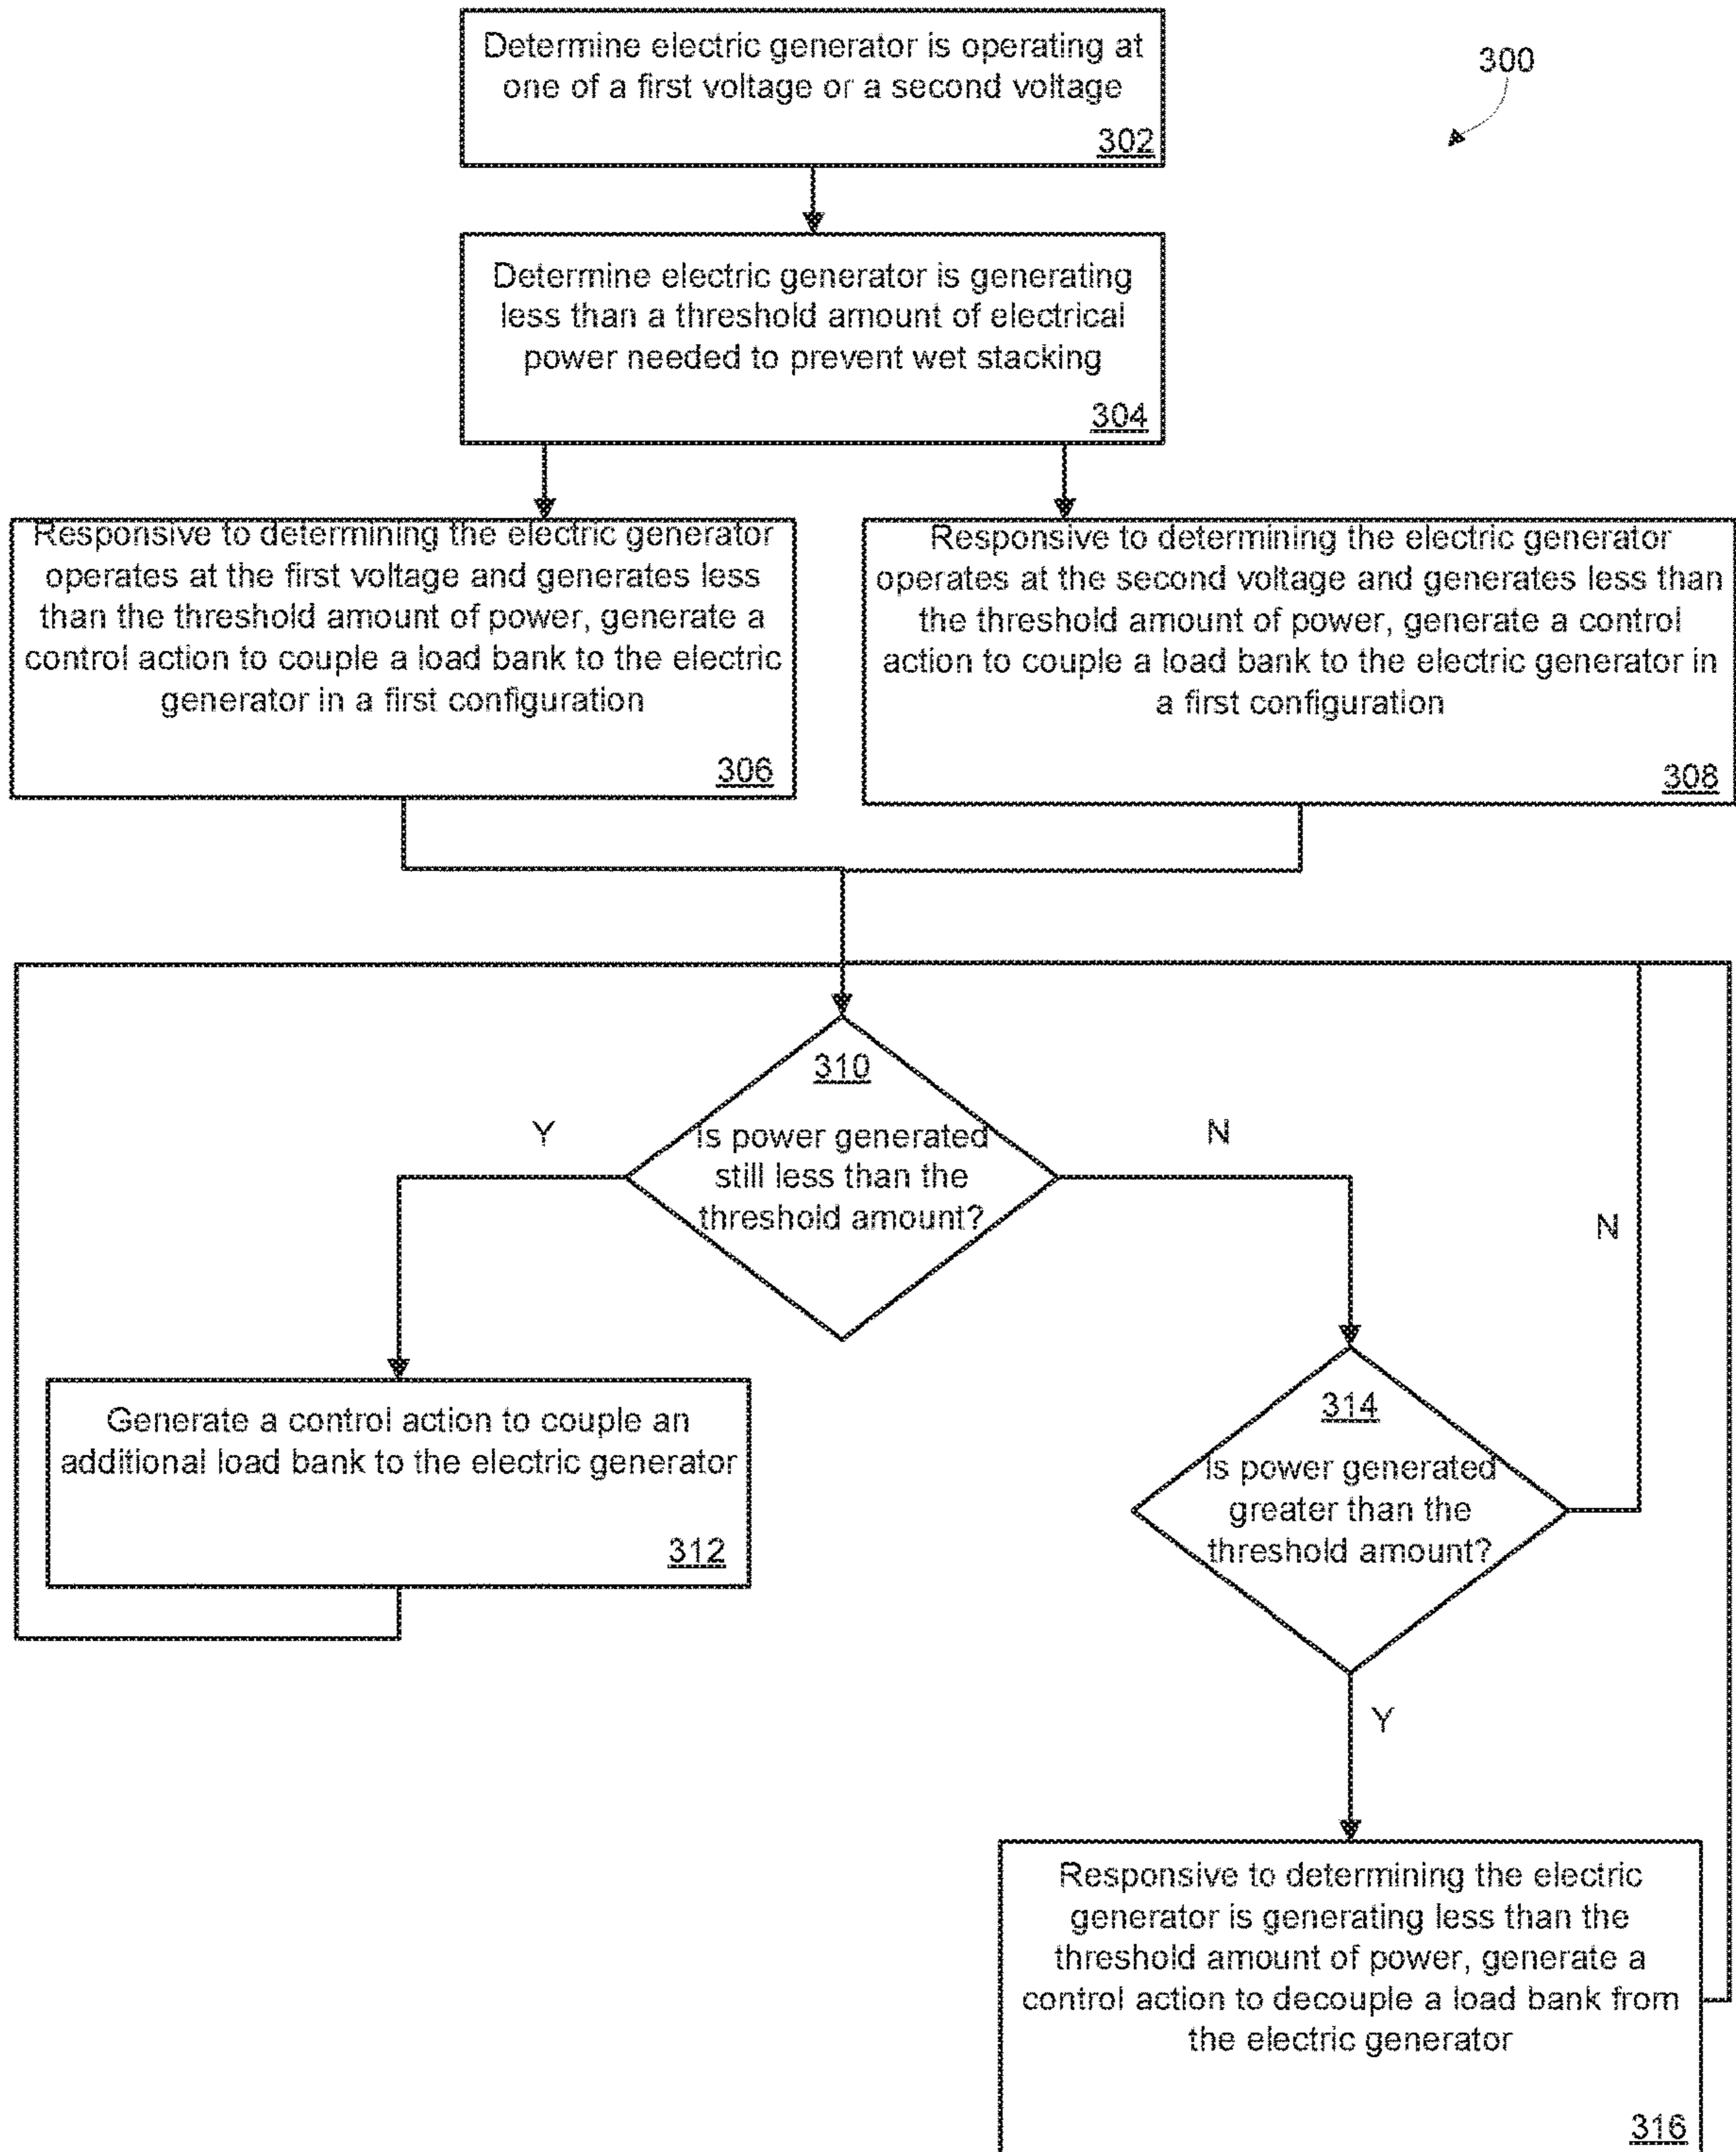 Determine electric generator is operating at
one of a first voltage or a second voltage
302
300
Determine electric generator is generating
less than a threshold amount of electrical
power needed to prevent wet stacking
304
Responsive to determining the electric generator
operates at the first voltage and generates less
than the threshold amount of power, generate a
control action to couple a load bank to the electric
generator in a first configuration
306
Responsive to determining the electric generator
operates at the second voltage and generates less than
the threshold amount of power, generate a control
action to couple a load bank to the electric generator in
a first configuration
308
310
Is power generated
still less than the
threshold amount?
Y
N
N
Generate a control action to couple an
additional load bank to the electric generator
312
314
Is power generated
greater than the
threshold amount?
Y
Responsive to determining the electric
generator is generating less than the
threshold amount of power, generate a
control action to decouple a load bank from
the electric generator
316